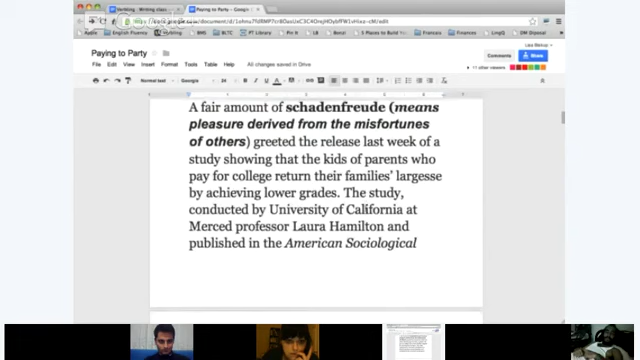 Paying to Party
File Edit View Insert Format Tools Table Help All changes saved in Drive
Comments
Share
Normal text
Georgia
A fair amount of schadenfreude (means
pleasure derived from the misfortunes
of others) greeted the release last week of a
study showing that the kids of parents who
pay for college return their families' largesse
by achieving lower grades. The study,
conducted by University of California at
Merced professor Laura Hamilton and
published in the American Sociological